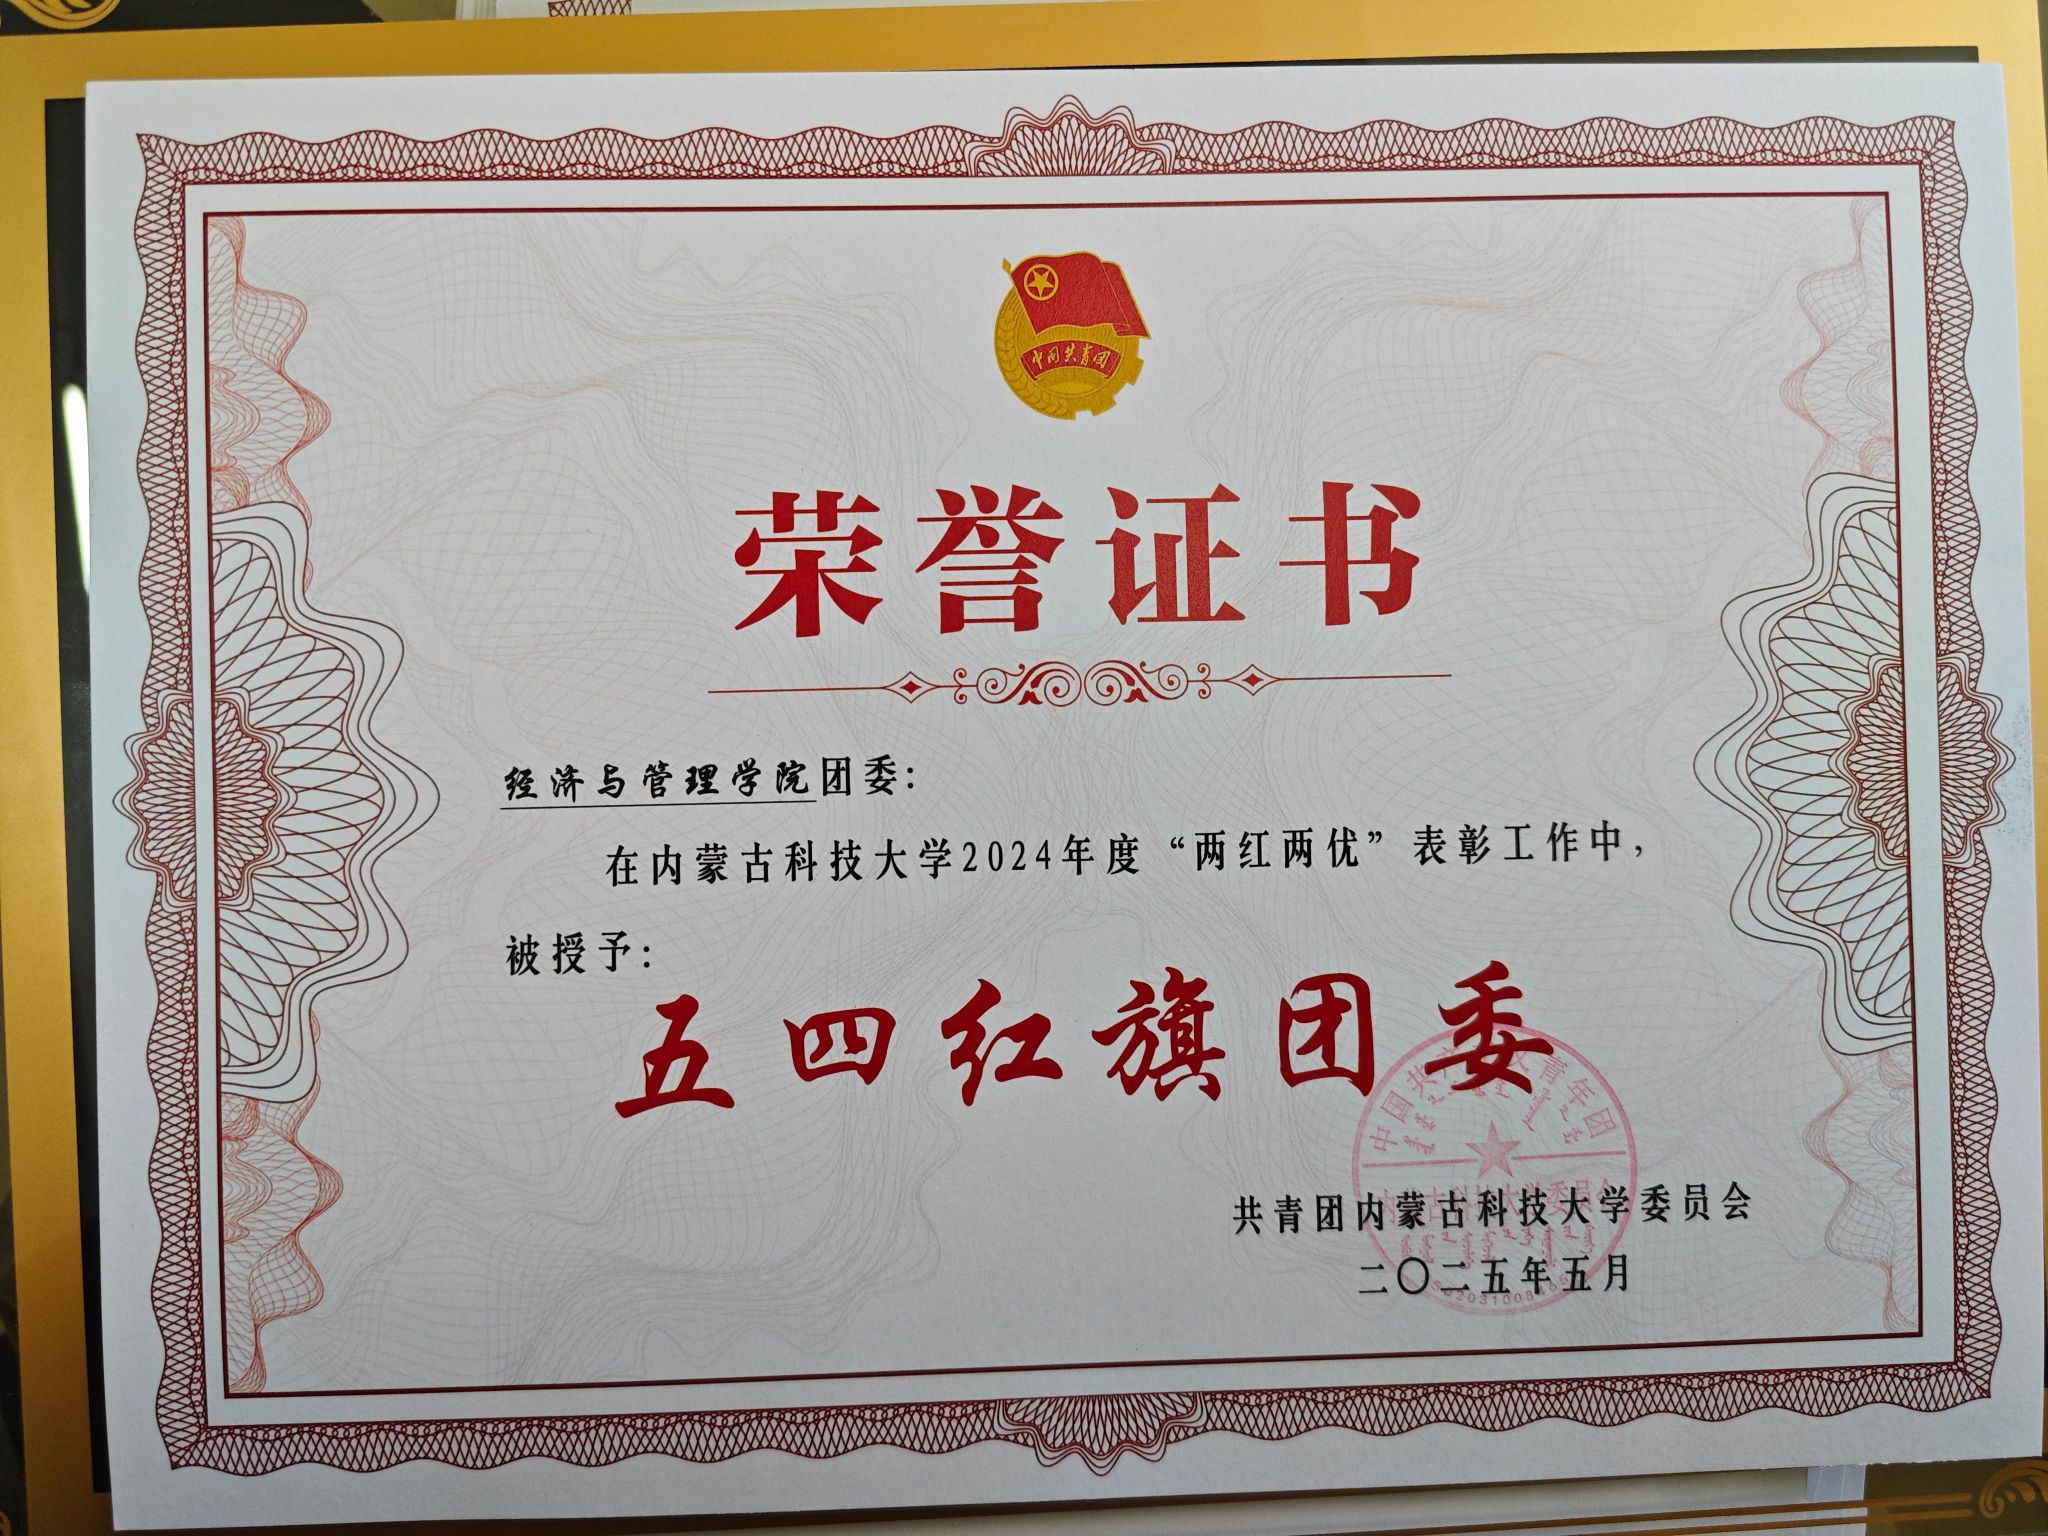 中国共青团
荣誉证书
经济与管理学院团委：
在内蒙古科技大学2024年度“两红两优”表彰工作中，
被授予：
五四红旗团委
共青团内蒙古科技大学委员会
二〇二五年五月